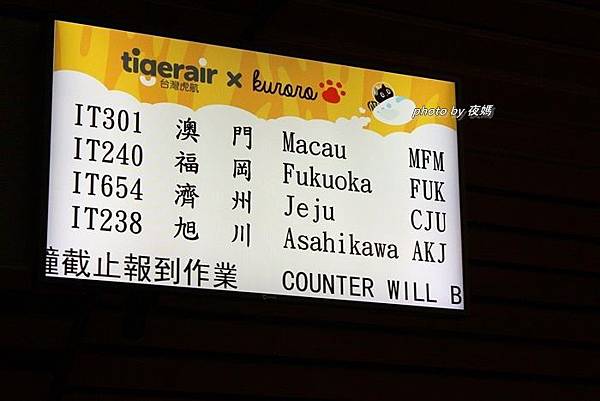 tigerair x kuroro
台灣虎航
photo by 夜媽
IT301 澳門 Macau MFM
IT240 福岡 Fukuoka FUK
IT654 濟州 Jeju CJU
IT238 旭川 Asahikawa AKJ
鐘截止報到作業 COUNTER WILL B